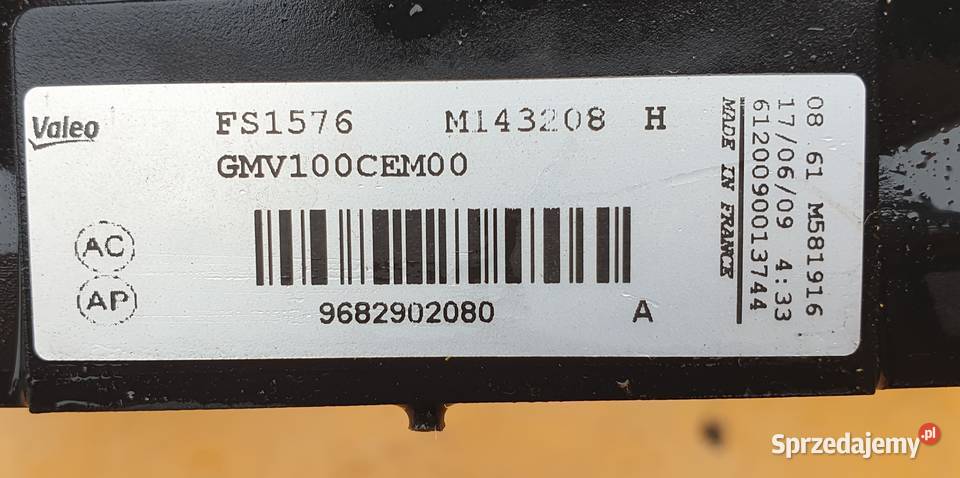 Valeo
FS1576 M143208 H
GMV100CEM00
AC
AP
9682902080 A
MADE IN FRANCE
6120090013744
17/06/09 4:33
08 61 M581916
Sprzedajemy.pl